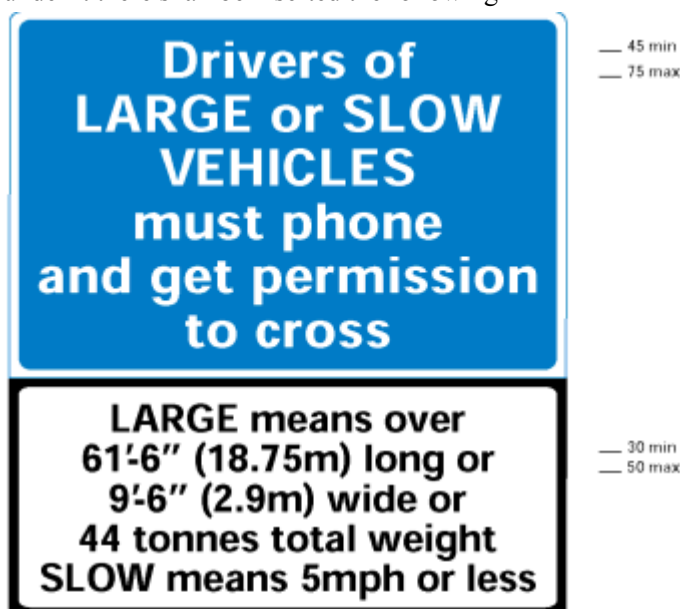 Drivers of
LARGE or SLOW
VEHICLES
must phone
and get permission
to cross
45 min
75 max
LARGE means over
61'-6" (18.75m) long or
9'-6" (2.9m) wide or
44 tonnes total weight
SLOW means 5mph or less
30 min
50 max